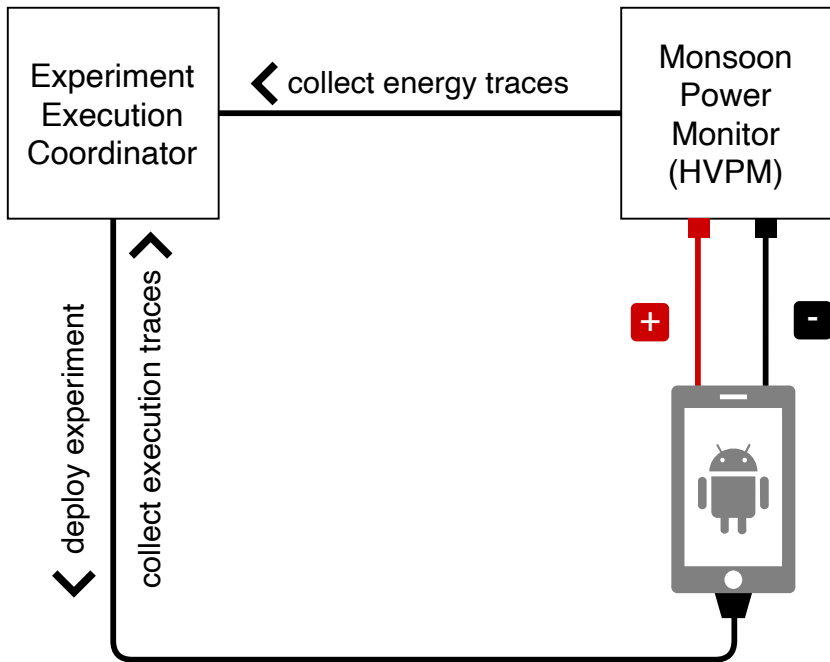 Experiment
Execution
Coordinator
collect energy traces
Monsoon
Power
Monitor
(HVPM)
+
-
deploy experiment
collect execution traces